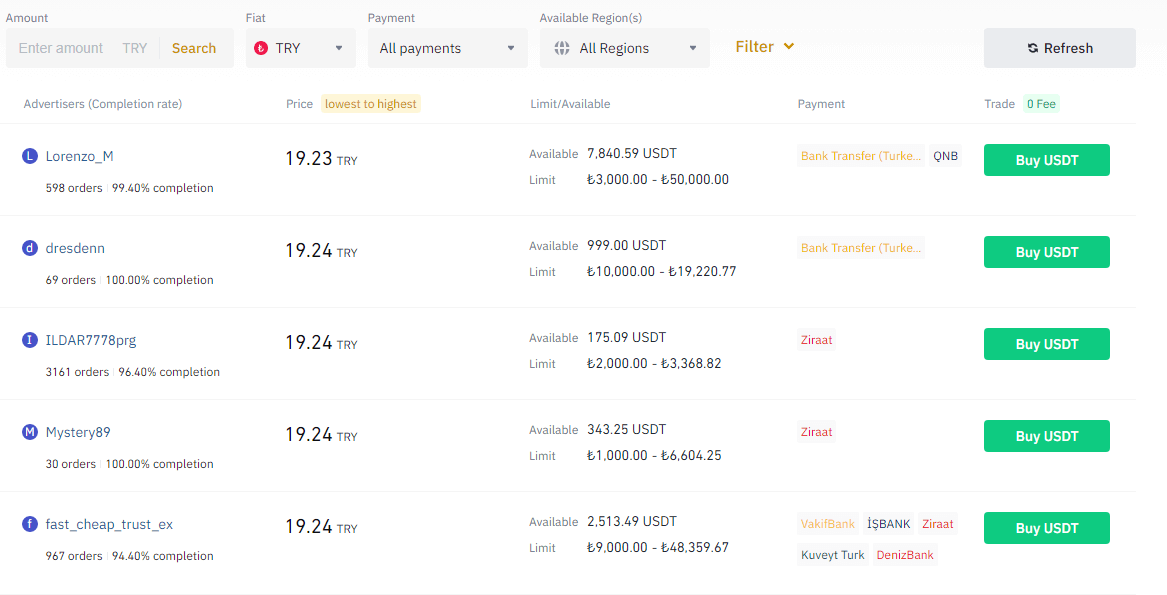 Amount Fiat Payment Available Region(s)
Enter amount TRY Search ₺ TRY All payments All Regions Filter Refresh
Advertisers (Completion rate) Price lowest to highest Limit/Available Payment Trade 0 Fee
L Lorenzo_M 19.23 TRY Available 7,840.59 USDT Bank Transfer (Turke... QNB Buy USDT
598 orders 99.40% completion Limit ₺3,000.00 - ₺50,000.00
d dresdenn 19.24 TRY Available 999.00 USDT Bank Transfer (Turke... Buy USDT
69 orders 100.00% completion Limit ₺10,000.00 - ₺19,220.77
I ILDAR7778prg 19.24 TRY Available 175.09 USDT Ziraat Buy USDT
3161 orders 96.40% completion Limit ₺2,000.00 - ₺3,368.82
M Mystery89 19.24 TRY Available 343.25 USDT Ziraat Buy USDT
30 orders 100.00% completion Limit ₺1,000.00 - ₺6,604.25
f fast_cheap_trust_ex 19.24 TRY Available 2,513.49 USDT VakifBank İŞBANK Ziraat Buy USDT
967 orders 94.40% completion Limit ₺9,000.00 - ₺48,359.67 Kuveyt Turk DenizBank